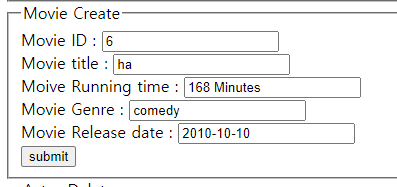 Movie Create
Movie ID : 6
Movie title : ha
Moive Running time : 168 Minutes
Movie Genre : comedy
Movie Release date : 2010-10-10
submit